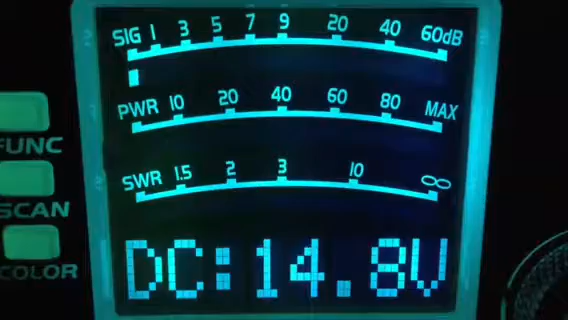 SIG 1 3 5 7 9 20 40 60dB
PWR 10 20 40 60 80 MAX
FUNC
SWR 1.5 2 3 10 ∞
SCAN
COLOR
DC:14.8V